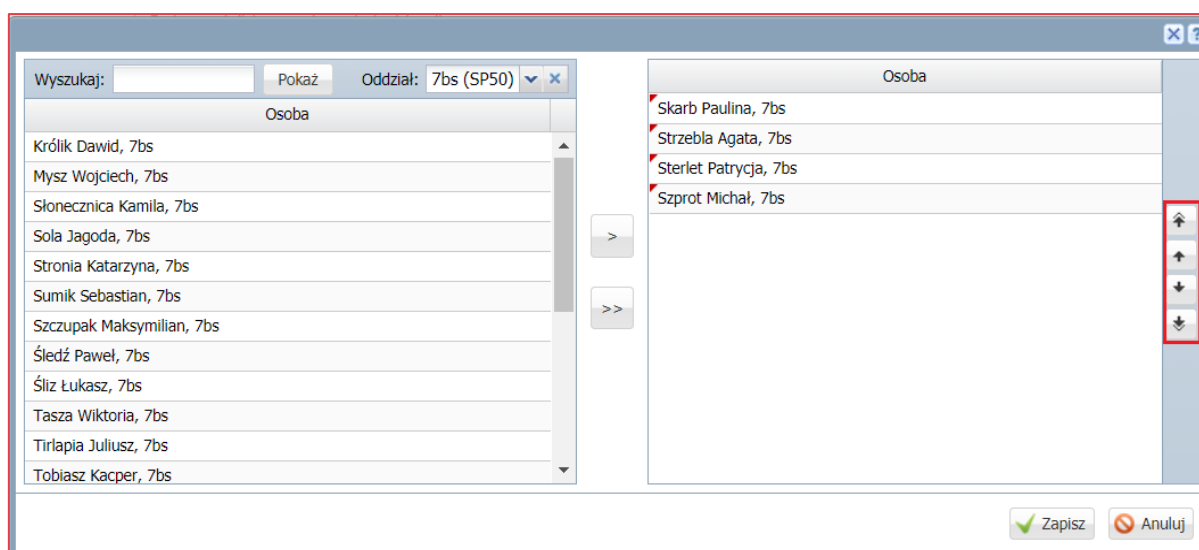 Wyszukaj: Pokaż Oddział: 7bs (SP50)
Osoba
Królik Dawid, 7bs
Mysz Wojciech, 7bs
Słonecznica Kamila, 7bs
Sola Jagoda, 7bs
Stronia Katarzyna, 7bs
Sumik Sebastian, 7bs
Szczupak Maksymilian, 7bs
Śledź Paweł, 7bs
Śliz Łukasz, 7bs
Tasza Wiktoria, 7bs
Tirlapia Juliusz, 7bs
Tobiasz Kacper, 7bs
>
>>
Osoba
Skarb Paulina, 7bs
Strzebla Agata, 7bs
Sterlet Patrycja, 7bs
Szprot Michał, 7bs
Zapisz Anuluj